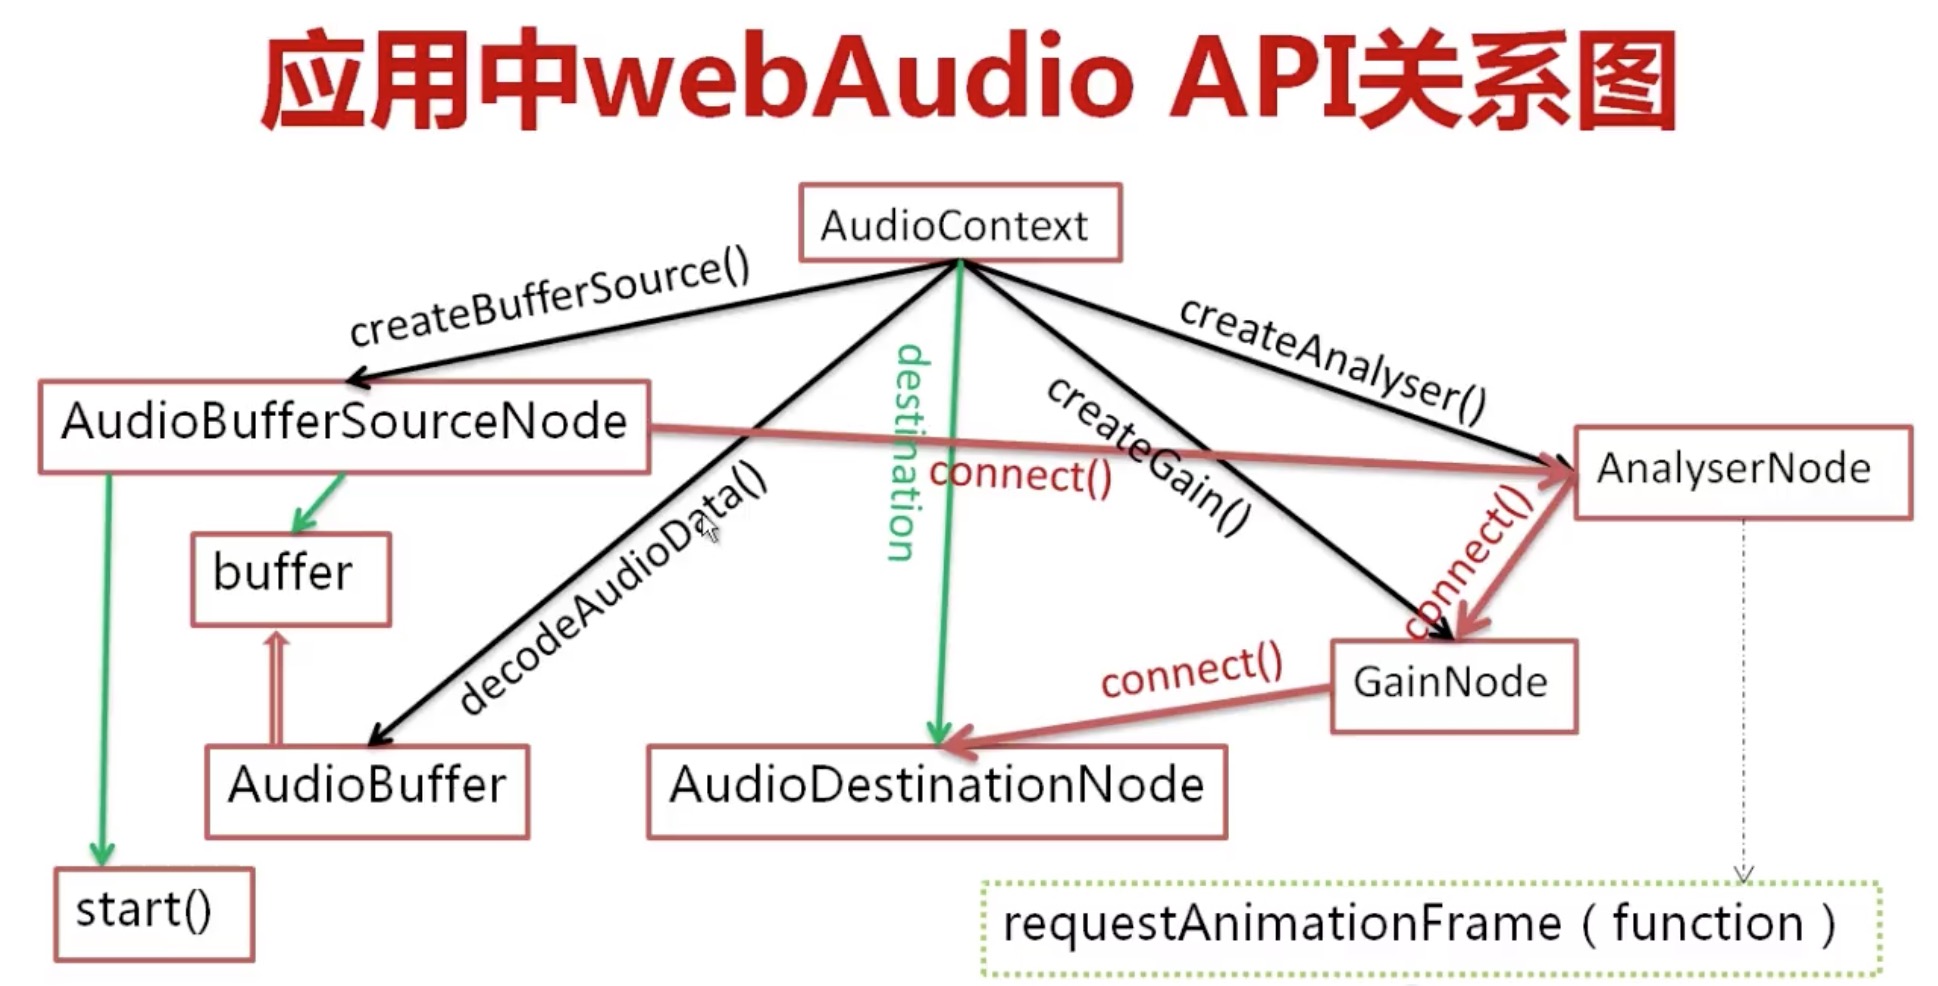 应用中webAudio API关系图
AudioContext
createBufferSource()
createAnalyser()
destination
createGain()
AudioBufferSourceNode
connect()
AnalyserNode
decodeAudioData()
connect()
buffer
connect()
GainNode
AudioBuffer
AudioDestinationNode
start()
requestAnimationFrame（function）